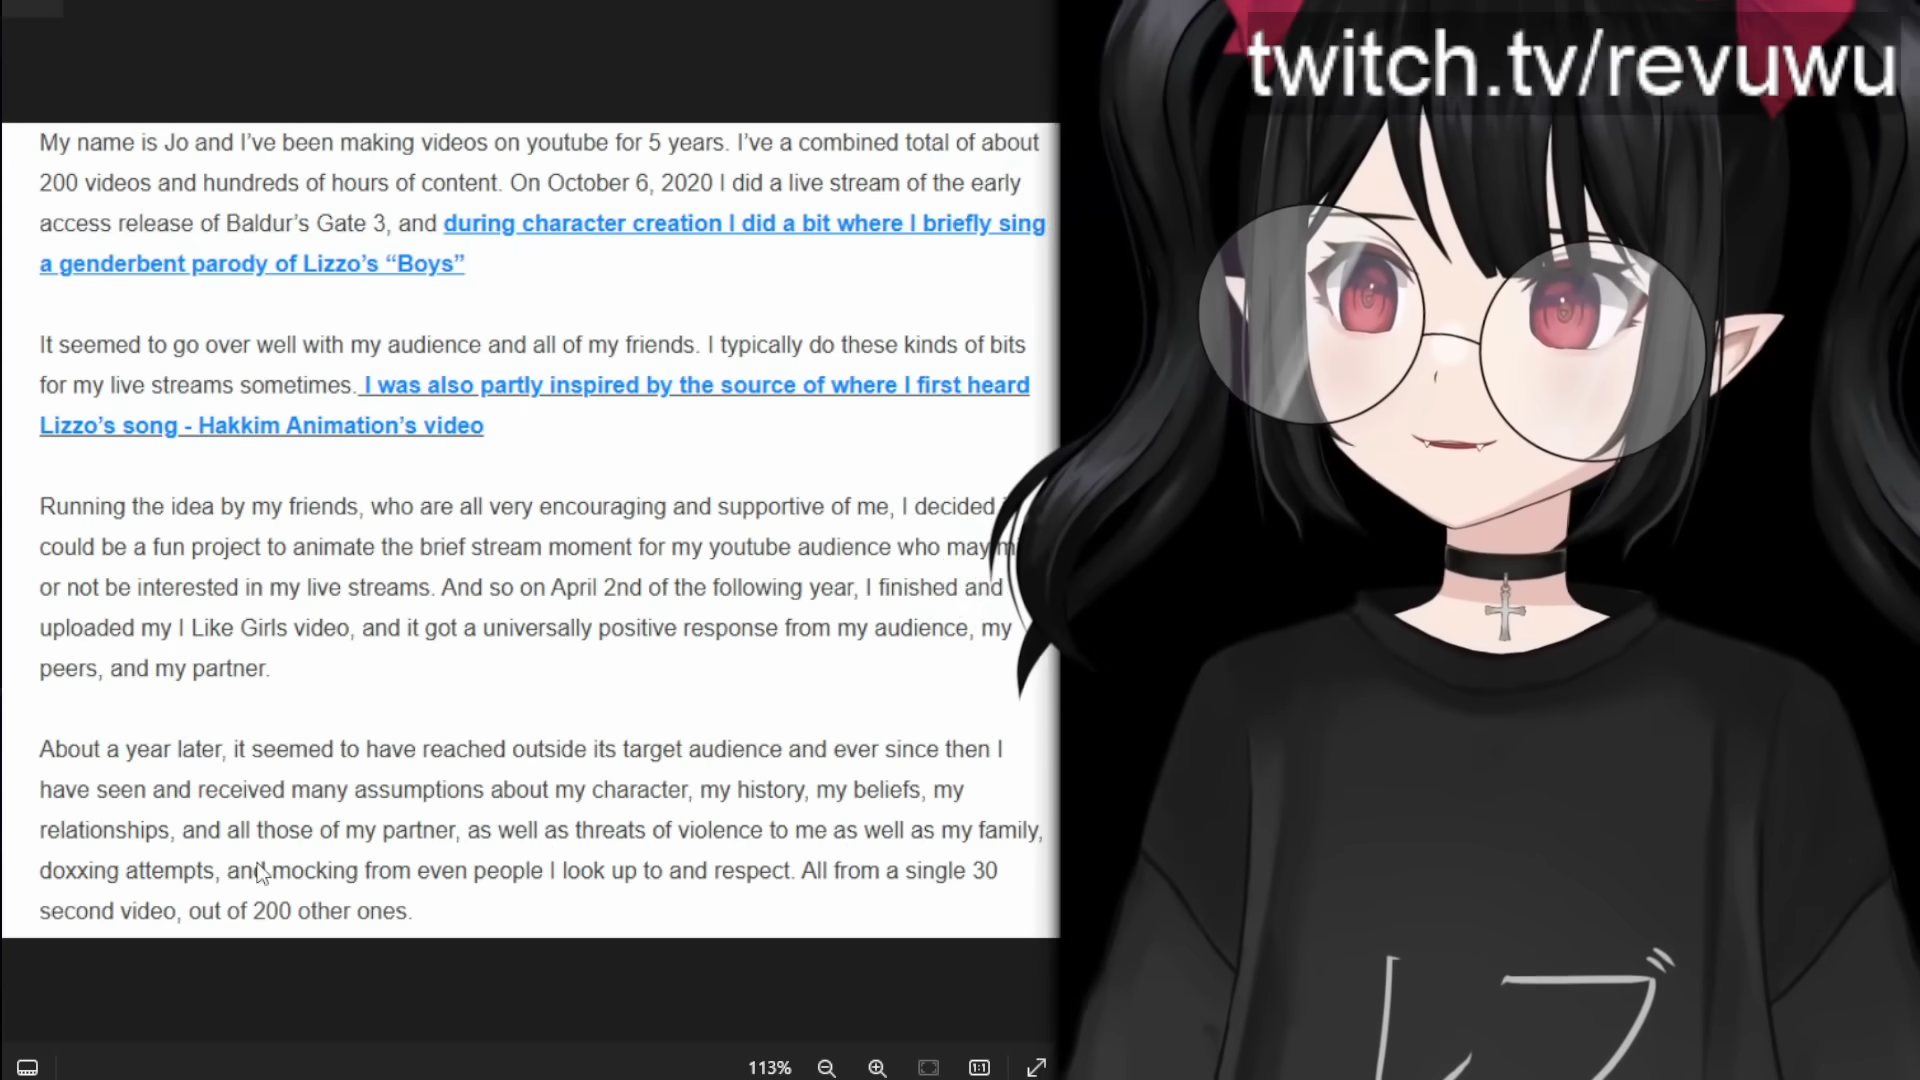 twitch.tv/revuwu
My name is Jo and I've been making videos on youtube for 5 years. I've a combined total of about
200 videos and hundreds of hours of content. On October 6, 2020 I did a live stream of the early
access release of Baldur's Gate 3, and during character creation I did a bit where I briefly sing
a genderbent parody of Lizzo's “Boys”
It seemed to go over well with my audience and all of my friends. I typically do these kinds of bits
for my live streams sometimes. I was also partly inspired by the source of where I first heard
Lizzo's song - Hakkim Animation's video
Running the idea by my friends, who are all very encouraging and supportive of me, I decided
could be a fun project to animate the brief stream moment for my youtube audience who may
or not be interested in my live streams. And so on April 2nd of the following year, I finished and
uploaded my I Like Girls video, and it got a universally positive response from my audience, my
peers, and my partner.
About a year later, it seemed to have reached outside its target audience and ever since then I
have seen and received many assumptions about my character, my history, my beliefs, my
relationships, and all those of my partner, as well as threats of violence to me as well as my family,
doxxing attempts, and mocking from even people I look up to and respect. All from a single 30
second video, out of 200 other ones.
レズ
113%
1:1